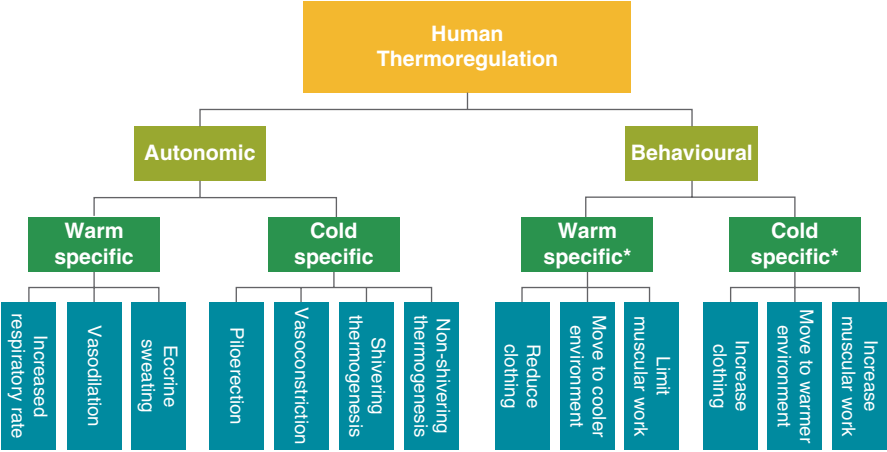 Human
Thermoregulation
Autonomic
Behavioural
Warm
specific
Cold
specific
Warm
specific*
Cold
specific*
Increased
respiratory rate
Vasodilation
Eccrine
sweating
Piloerection
Vasoconstriction
Shivering
thermogenesis
Non-shivering
thermogenesis
Reduce
clothing
Move to cooler
environment
Limit
muscular work
Increase
clothing
Move to warmer
environment
Increase
muscular work